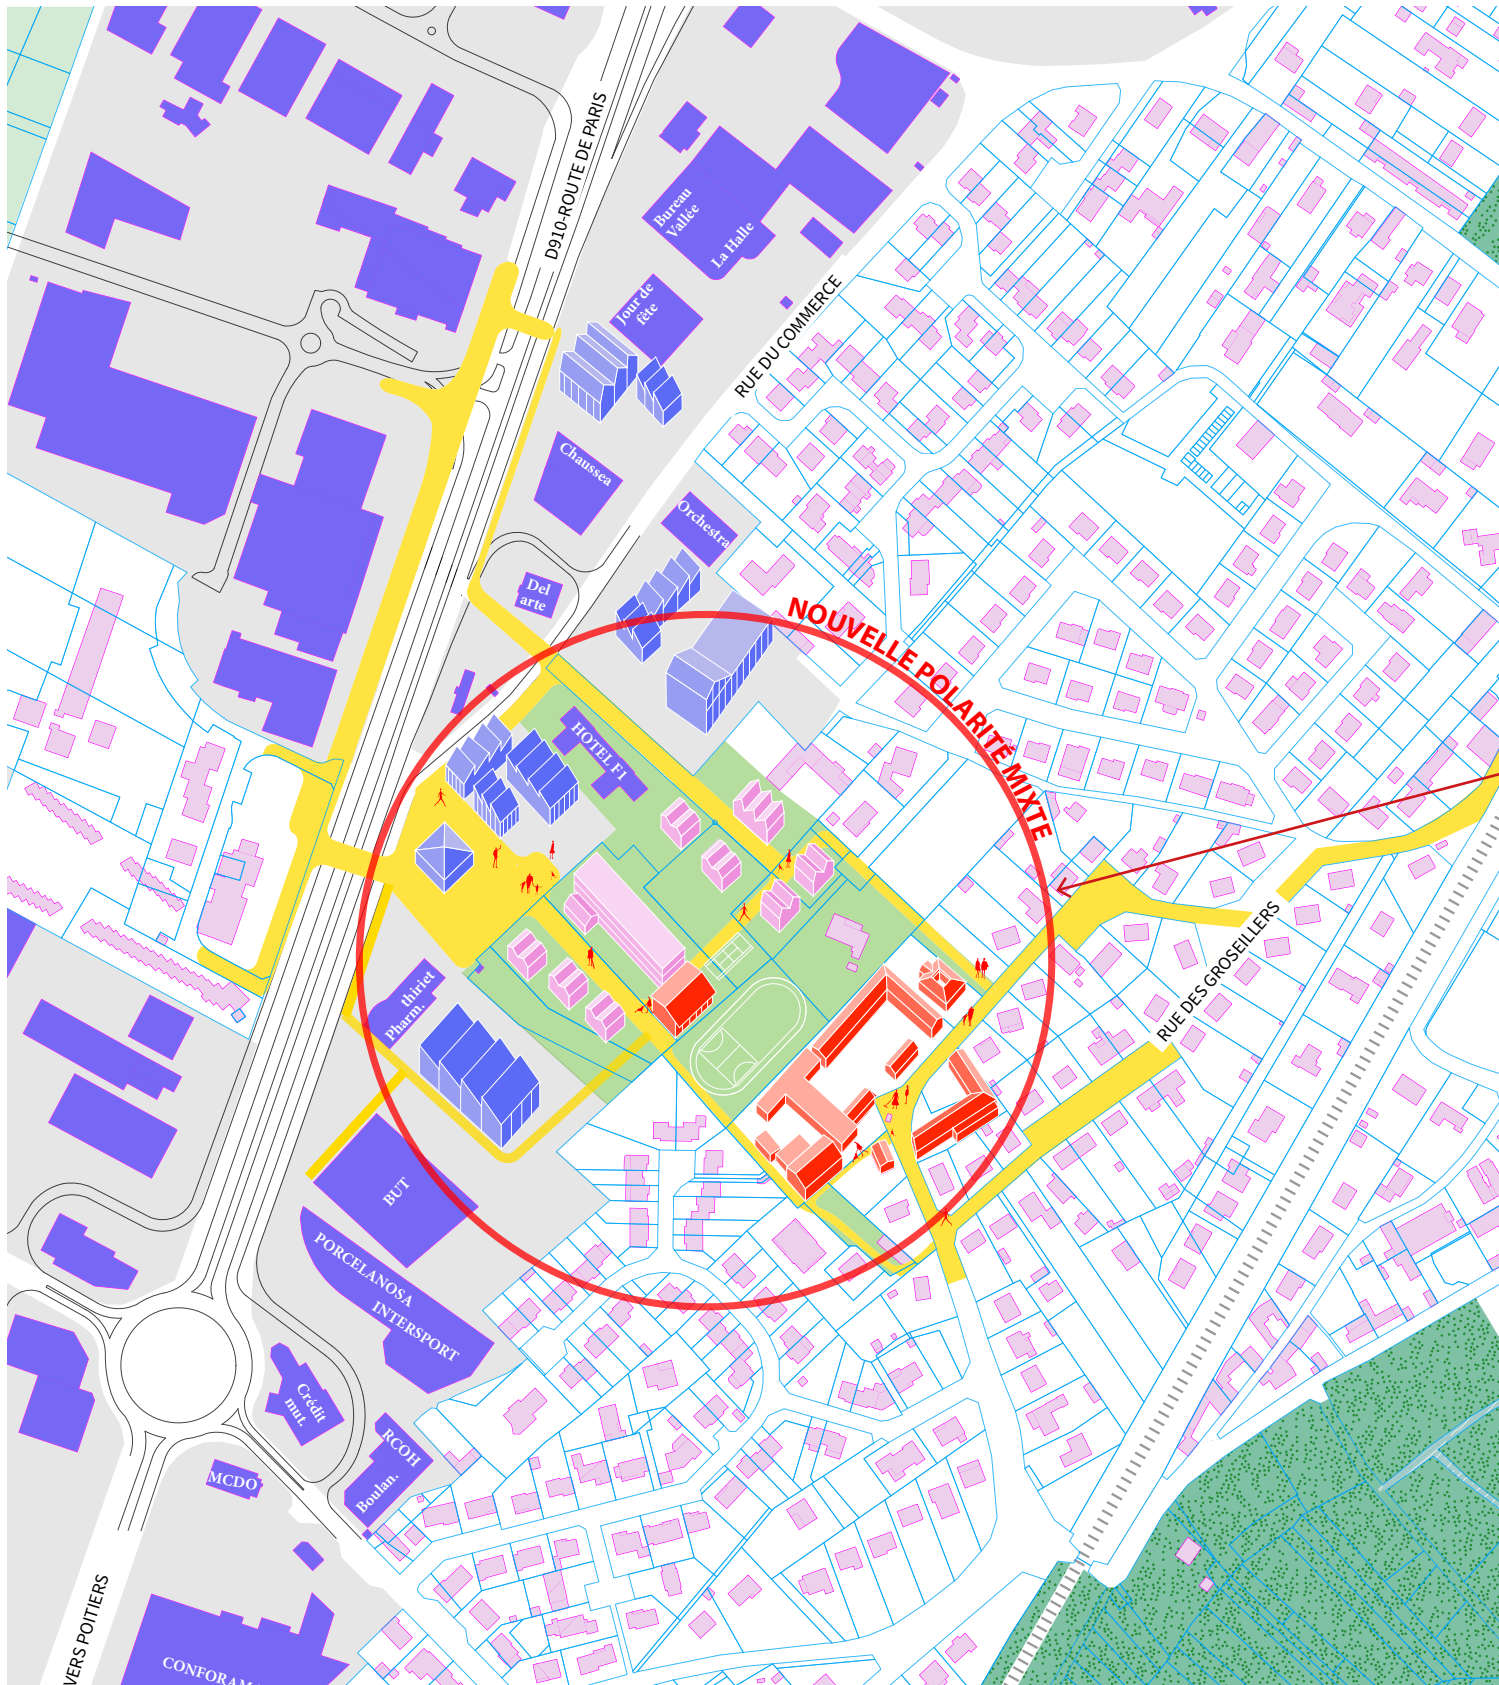 D910-ROUTE DE PARIS
Bureau
Vallée
La Halle
Jour de
fête
RUE DU COMMERCE
Chaussea
Orchestra
Del
arte
NOUVELLE POLARITÉ MIXTE
HOTEL F1
thiriet
Pharm.
RUE DES GROSEILLERS
BUT
PORCELANOSA
INTERSPORT
Crédit
mut.
RCOH
Boulan.
MCDO
VERS POITIERS
CONFORAMA